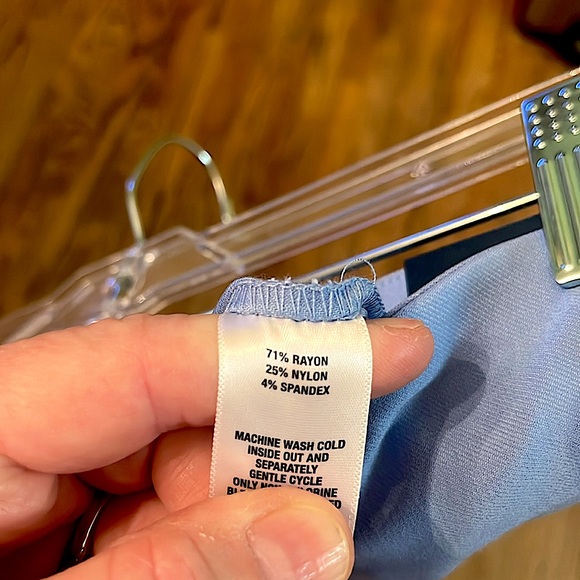 71% RAYON
25% NYLON
4% SPANDEX
MACHINE WASH COLD
INSIDE OUT AND
SEPARATELY
GENTLE CYCLE
ONLY